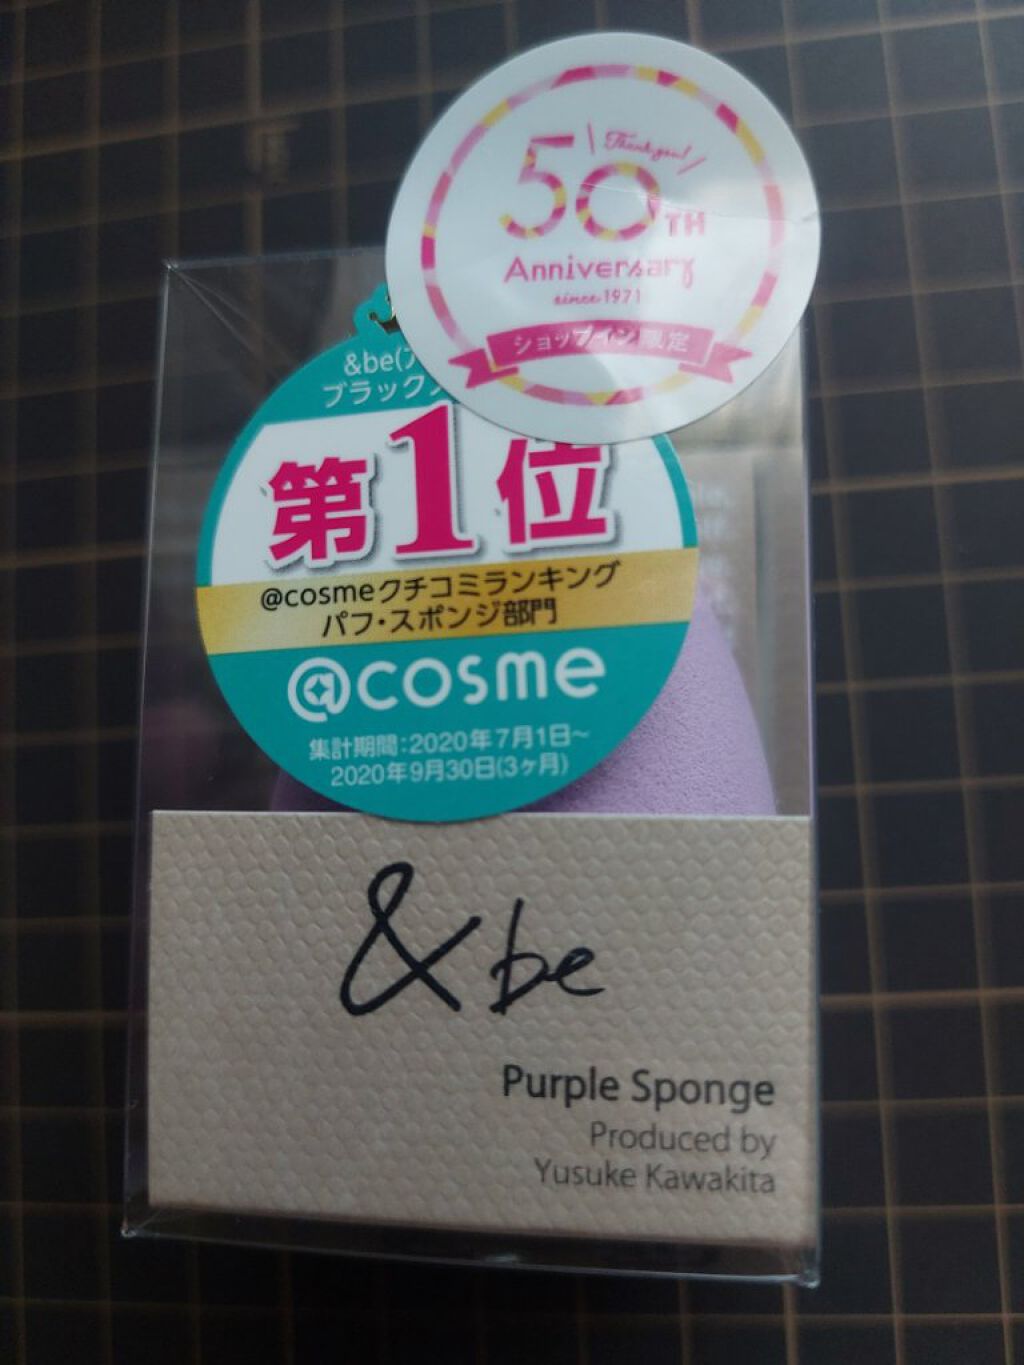 Thank you!
50TH
Anniversary
since 1971
ショップイン限定
&be(ア
ブラックス
第1位
@cosmeクチコミランキング
パフ・スポンジ部門
@cosme
集計期間:2020年7月1日~
2020年9月30日(3ヶ月)
&be
Purple Sponge
Produced by
Yusuke Kawakita